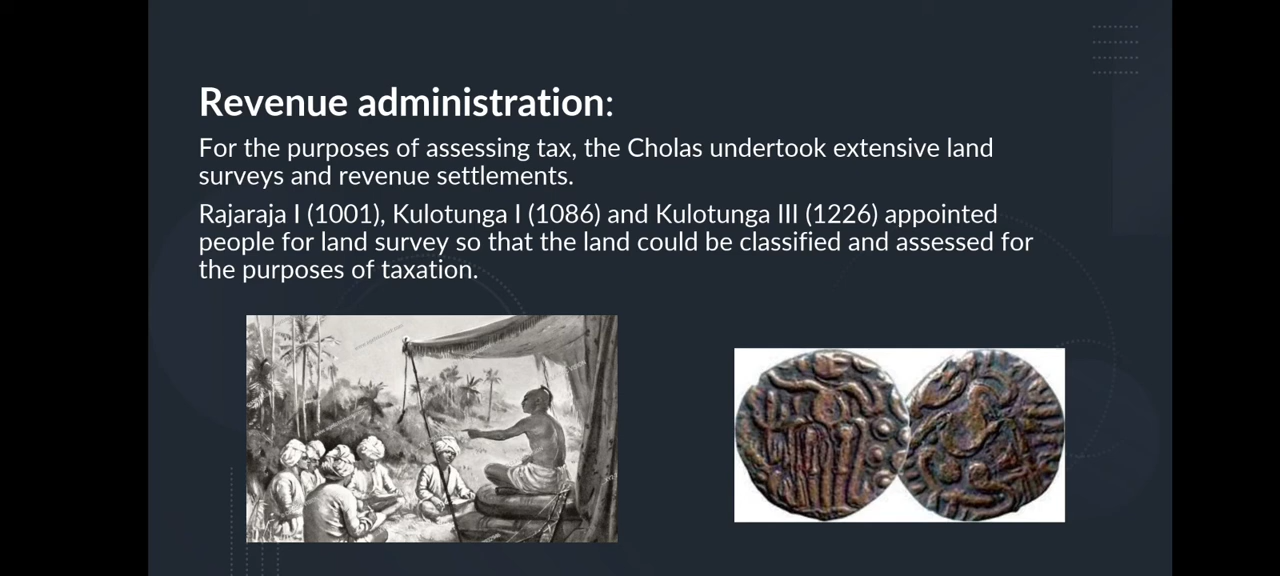 Revenue administration:
For the purposes of assessing tax, the Cholas undertook extensive land
surveys and revenue settlements.
Rajaraja I (1001), Kulotunga I (1086) and Kulotunga III (1226) appointed
people for land survey so that the land could be classified and assessed for
the purposes of taxation.